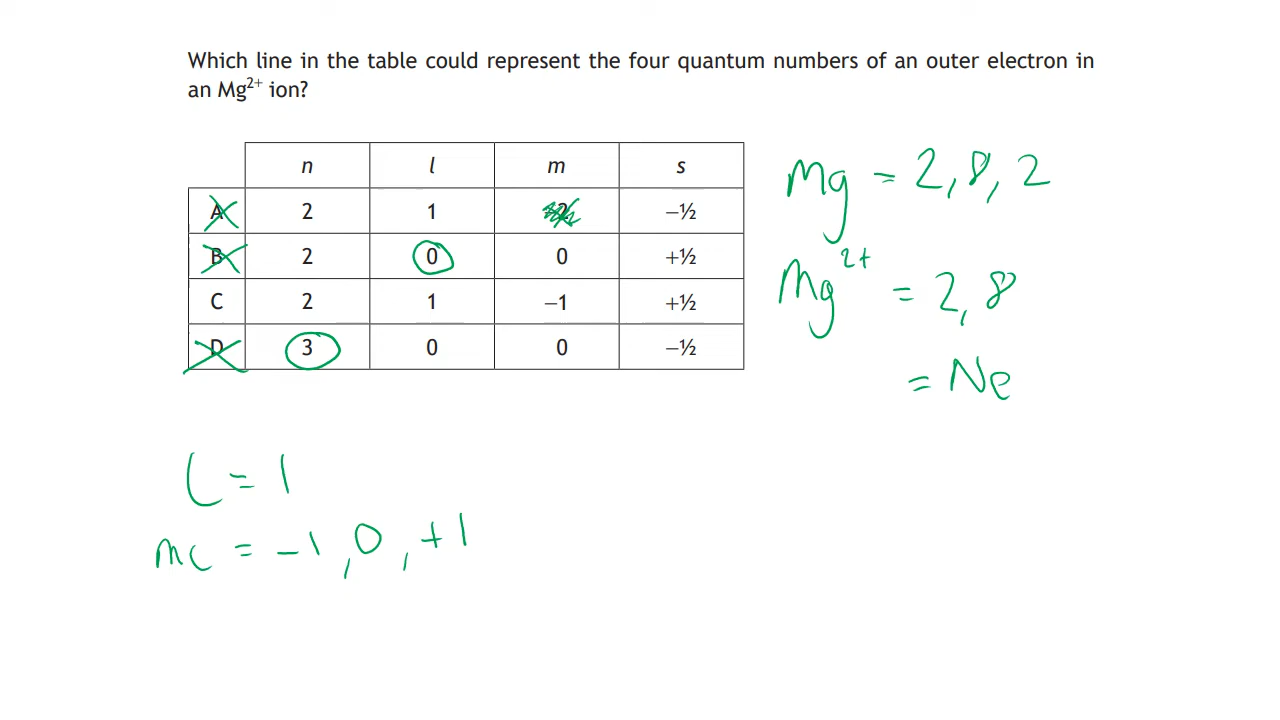 Which line in the table could represent the four quantum numbers of an outer electron in
an Mg²⁺ ion?
n l m s
A 2 1 −½
B 2 0 0 +½
C 2 1 −1 +½
D 3 0 0 −½
Mg = 2, 8, 2
Mg²⁺ = 2, 8
= Ne
l = 1
ml = −1, 0, +1